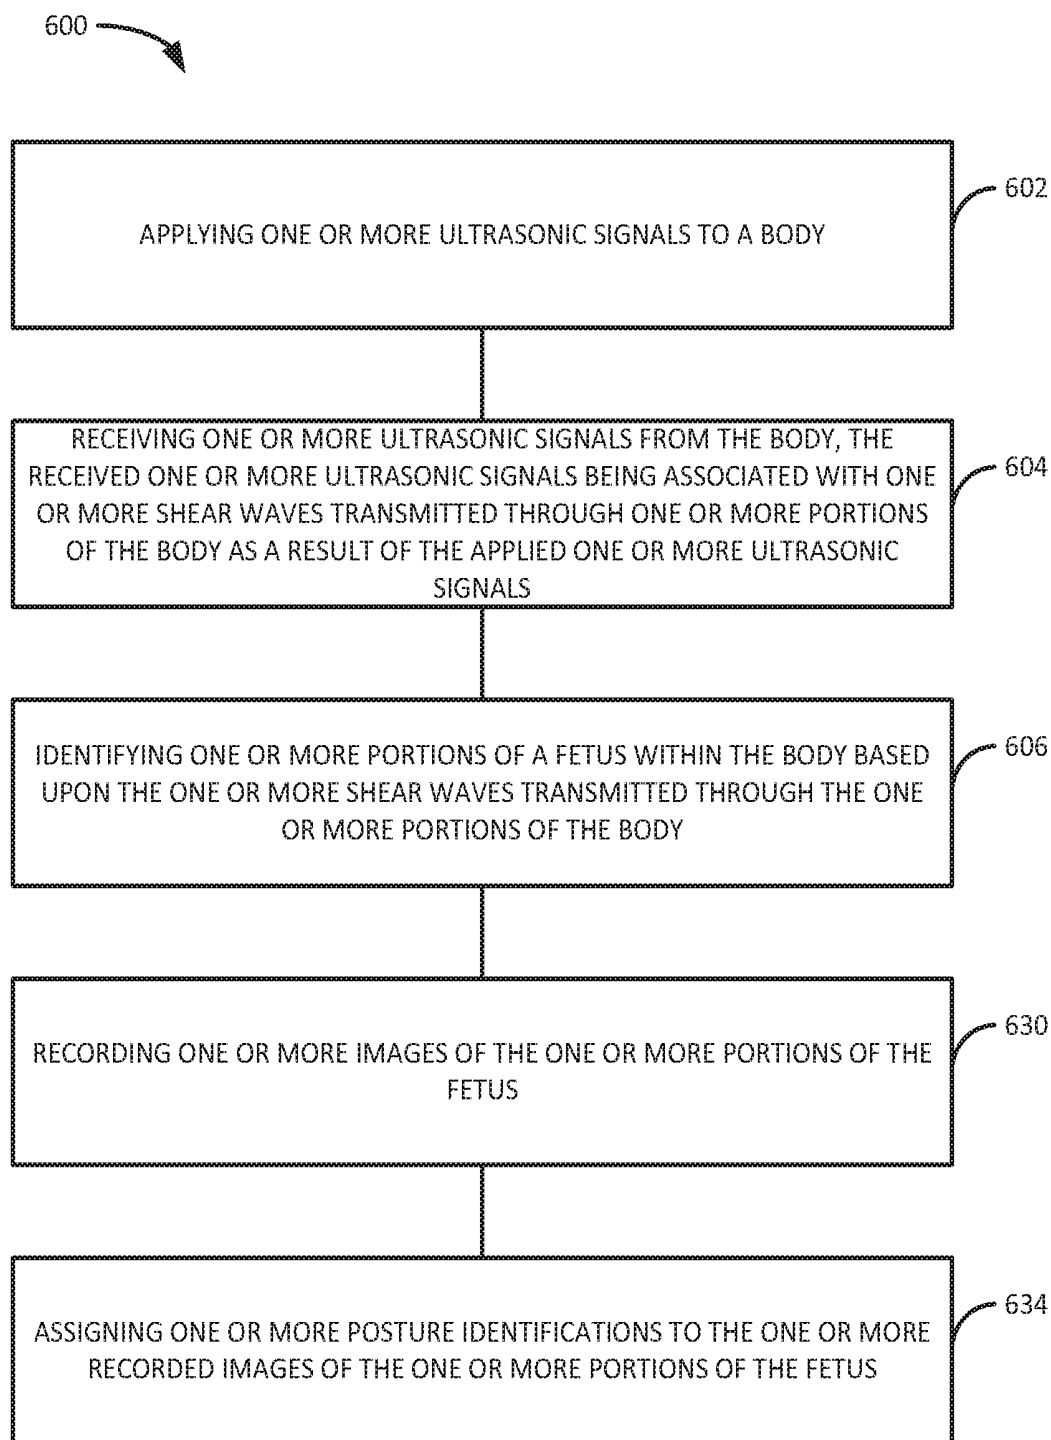 600
APPLYING ONE OR MORE ULTRASONIC SIGNALS TO A BODY
602
RECEIVING ONE OR MORE ULTRASONIC SIGNALS FROM THE BODY, THE
RECEIVED ONE OR MORE ULTRASONIC SIGNALS BEING ASSOCIATED WITH ONE
OR MORE SHEAR WAVES TRANSMITTED THROUGH ONE OR MORE PORTIONS
OF THE BODY AS A RESULT OF THE APPLIED ONE OR MORE ULTRASONIC
SIGNALS
604
IDENTIFYING ONE OR MORE PORTIONS OF A FETUS WITHIN THE BODY BASED
UPON THE ONE OR MORE SHEAR WAVES TRANSMITTED THROUGH THE ONE
OR MORE PORTIONS OF THE BODY
606
RECORDING ONE OR MORE IMAGES OF THE ONE OR MORE PORTIONS OF THE
FETUS
630
ASSIGNING ONE OR MORE POSTURE IDENTIFICATIONS TO THE ONE OR MORE
RECORDED IMAGES OF THE ONE OR MORE PORTIONS OF THE FETUS
634